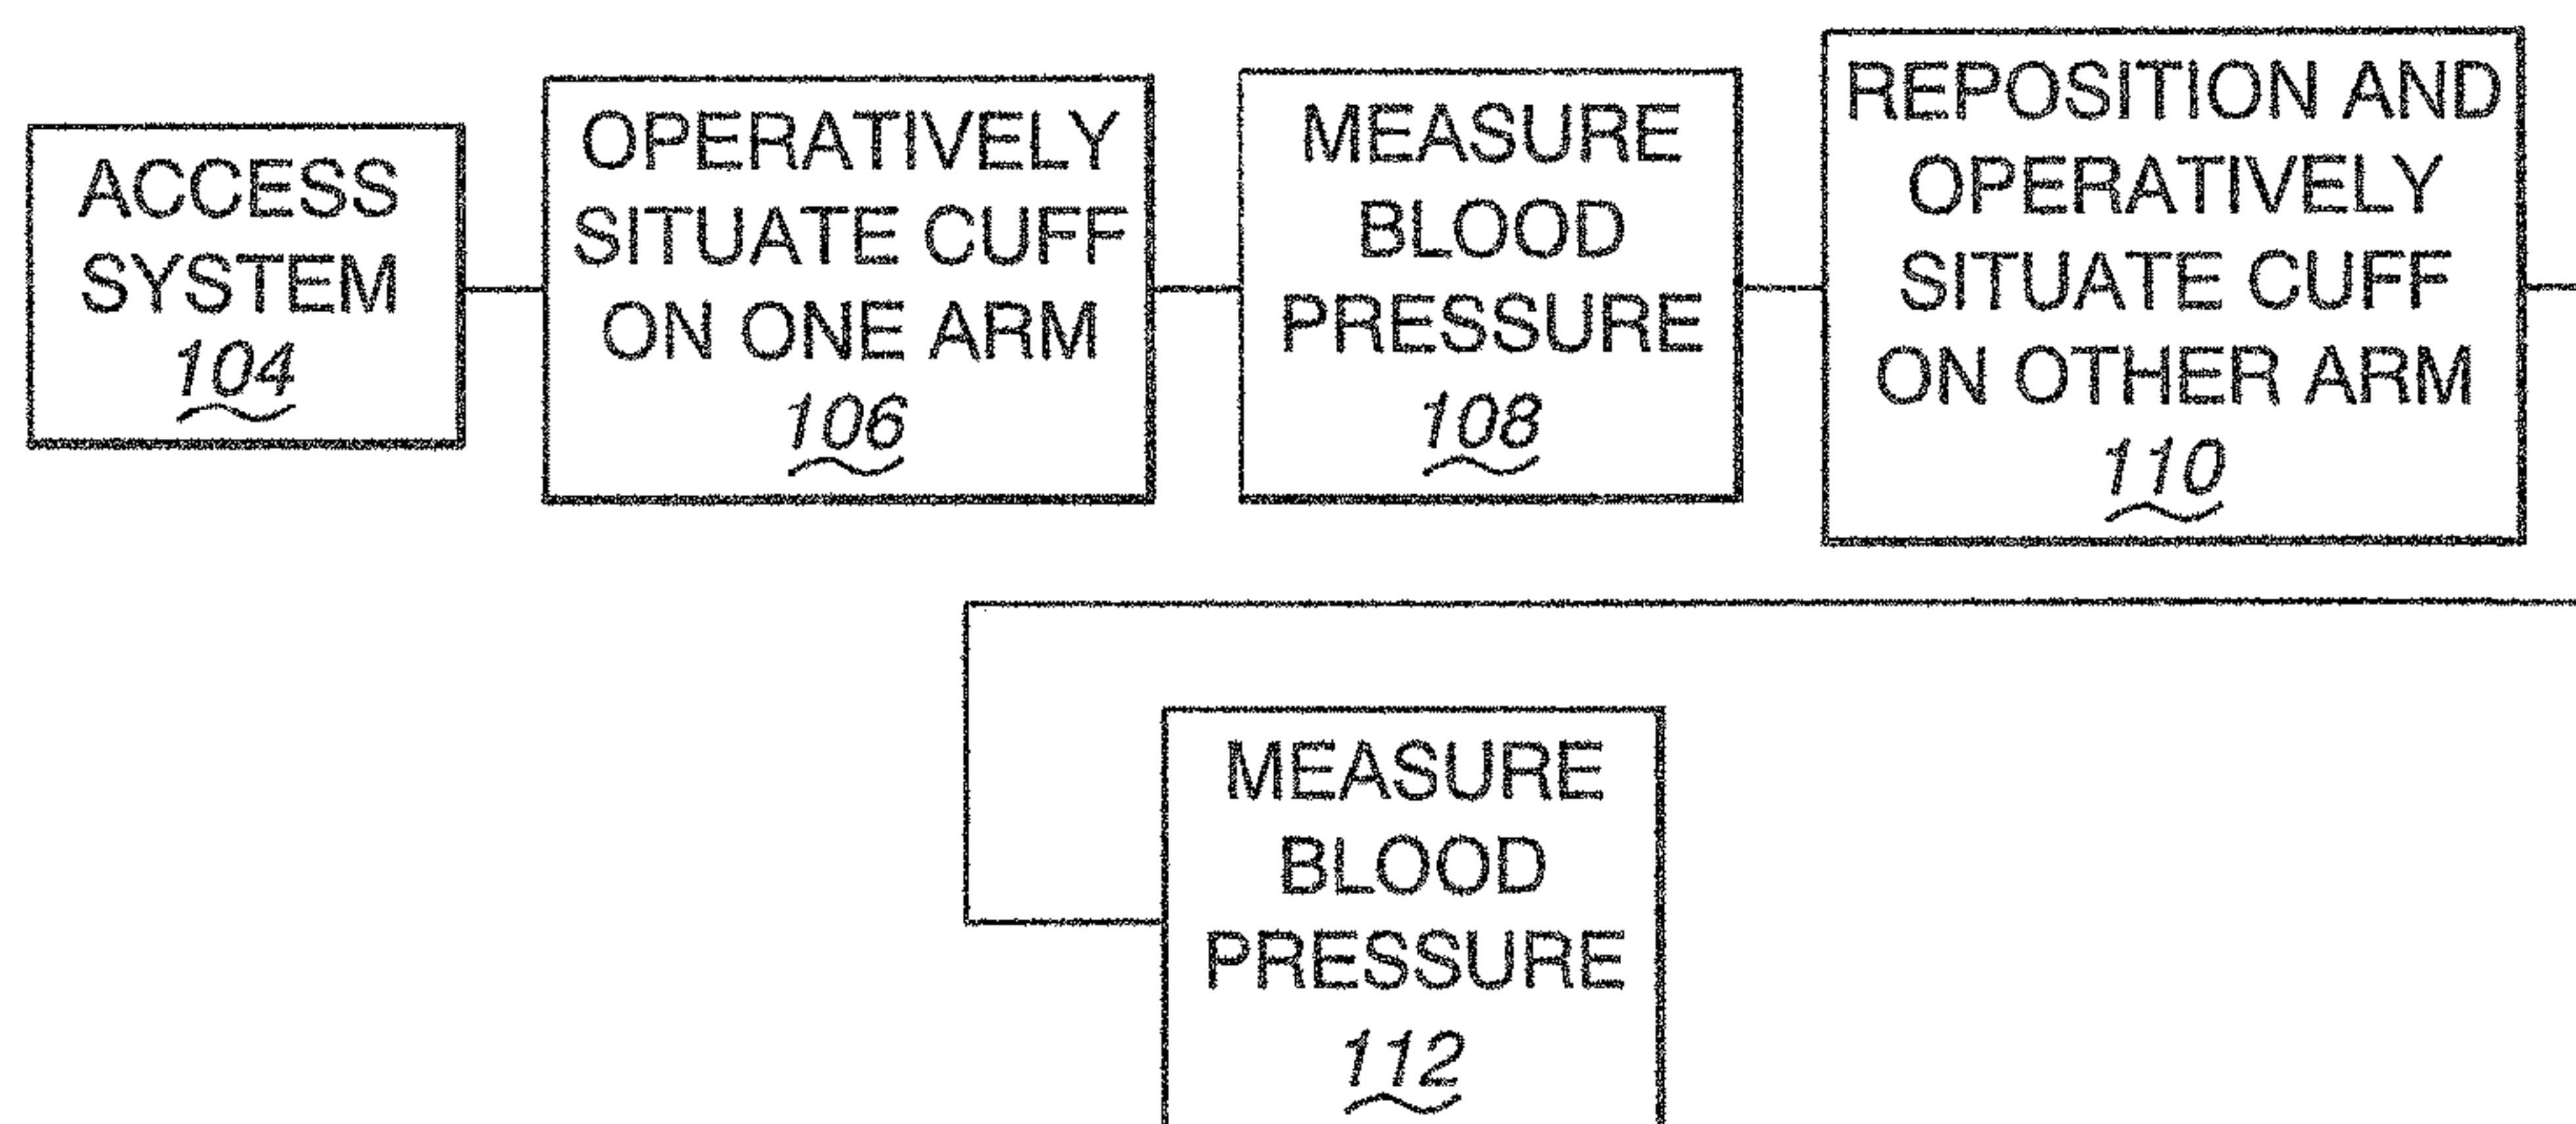 ACCESS
SYSTEM
104
OPERATIVELY
SITUATE CUFF
ON ONE ARM
106
MEASURE
BLOOD
PRESSURE
108
REPOSITION AND
OPERATIVELY
SITUATE CUFF
ON OTHER ARM
110
MEASURE
BLOOD
PRESSURE
112